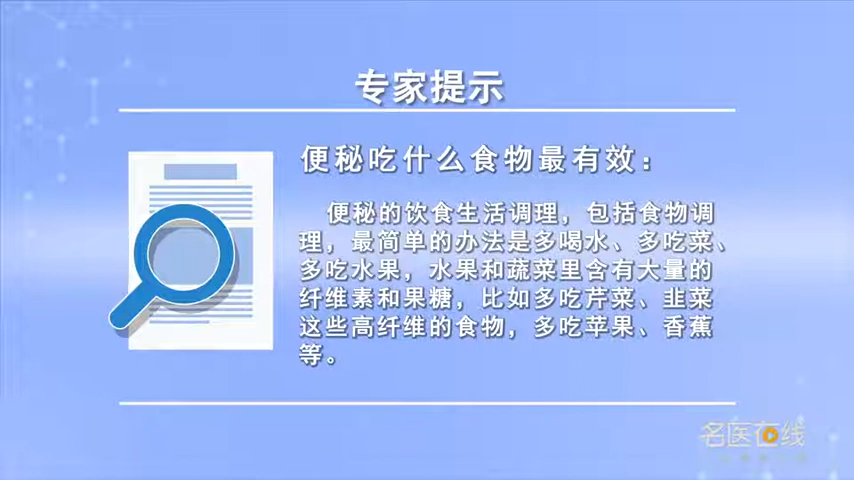 专家提示
便秘吃什么食物最有效：
便秘的饮食生活调理，包括食物调
理，最简单的办法是多喝水、多吃菜、
多吃水果，水果和蔬菜里含有大量的
纤维素和果糖，比如多吃芹菜、韭菜
这些高纤维的食物，多吃苹果、香蕉
等。
名医在线